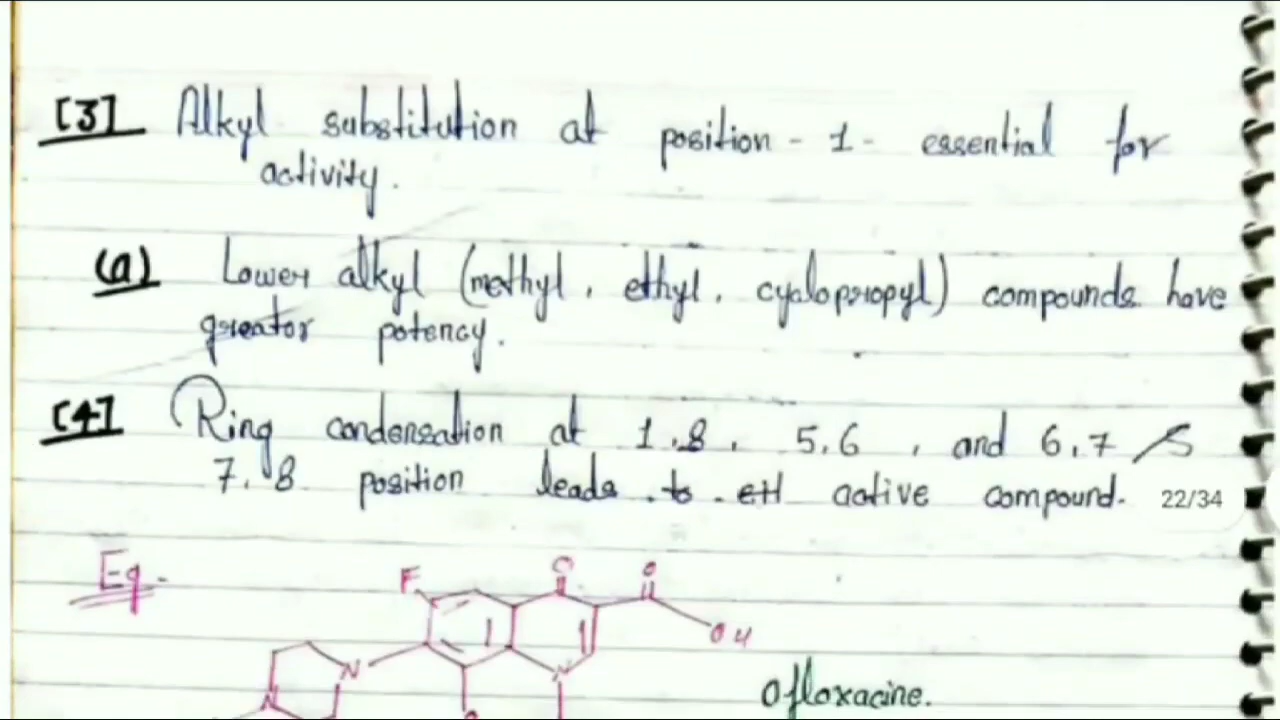 [3] Alkyl substitution at position - 1 - essential for
activity.
(a) Lower alkyl (methyl, ethyl, cyclopropyl) compounds have
greator potency.
[4] Ring condensation at 1,8, 5,6, and 6,7 /
7,8 position leads to active compound.
22/34
Eg.
F O O
OH
N N
N
O
Ofloxacine.